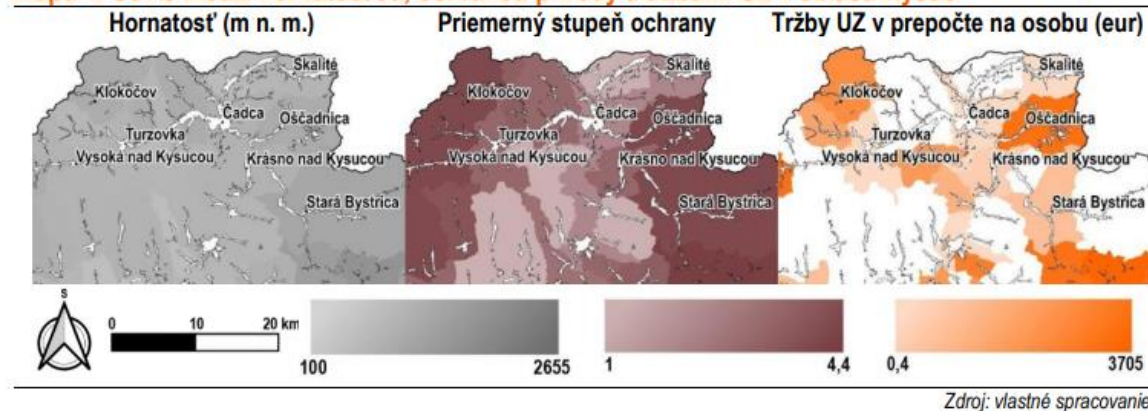 Hornatosť (m n. m.)
Priemerný stupeň ochrany
Tržby UZ v prepočte na osobu (eur)
Skalité
Klokočov
Čadca
Oščadnica
Turzovka
Vysoká nad Kysucou
Krásno nad Kysucou
Stará Bystrica
Skalité
Klokočov
Čadca
Oščadnica
Turzovka
Vysoká nad Kysucou
Krásno nad Kysucou
Stará Bystrica
Skalité
Klokočov
Čadca
Oščadnica
Turzovka
Vysoká nad Kysucou
Krásno nad Kysucou
Stará Bystrica
S
0 10 20 km
100 2655
1 4,4
0,4 3705
Zdroj: vlastné spracovanie